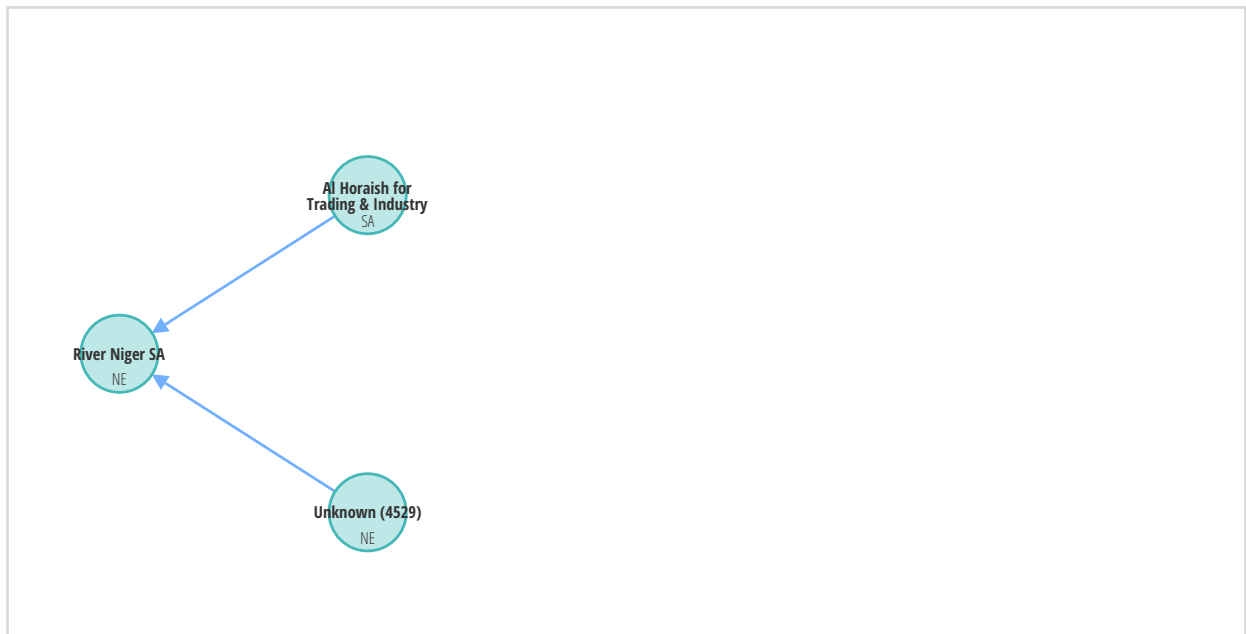 Al Horaish for
Trading & Industry
SA
River Niger SA
NE
Unknown (4529)
NE